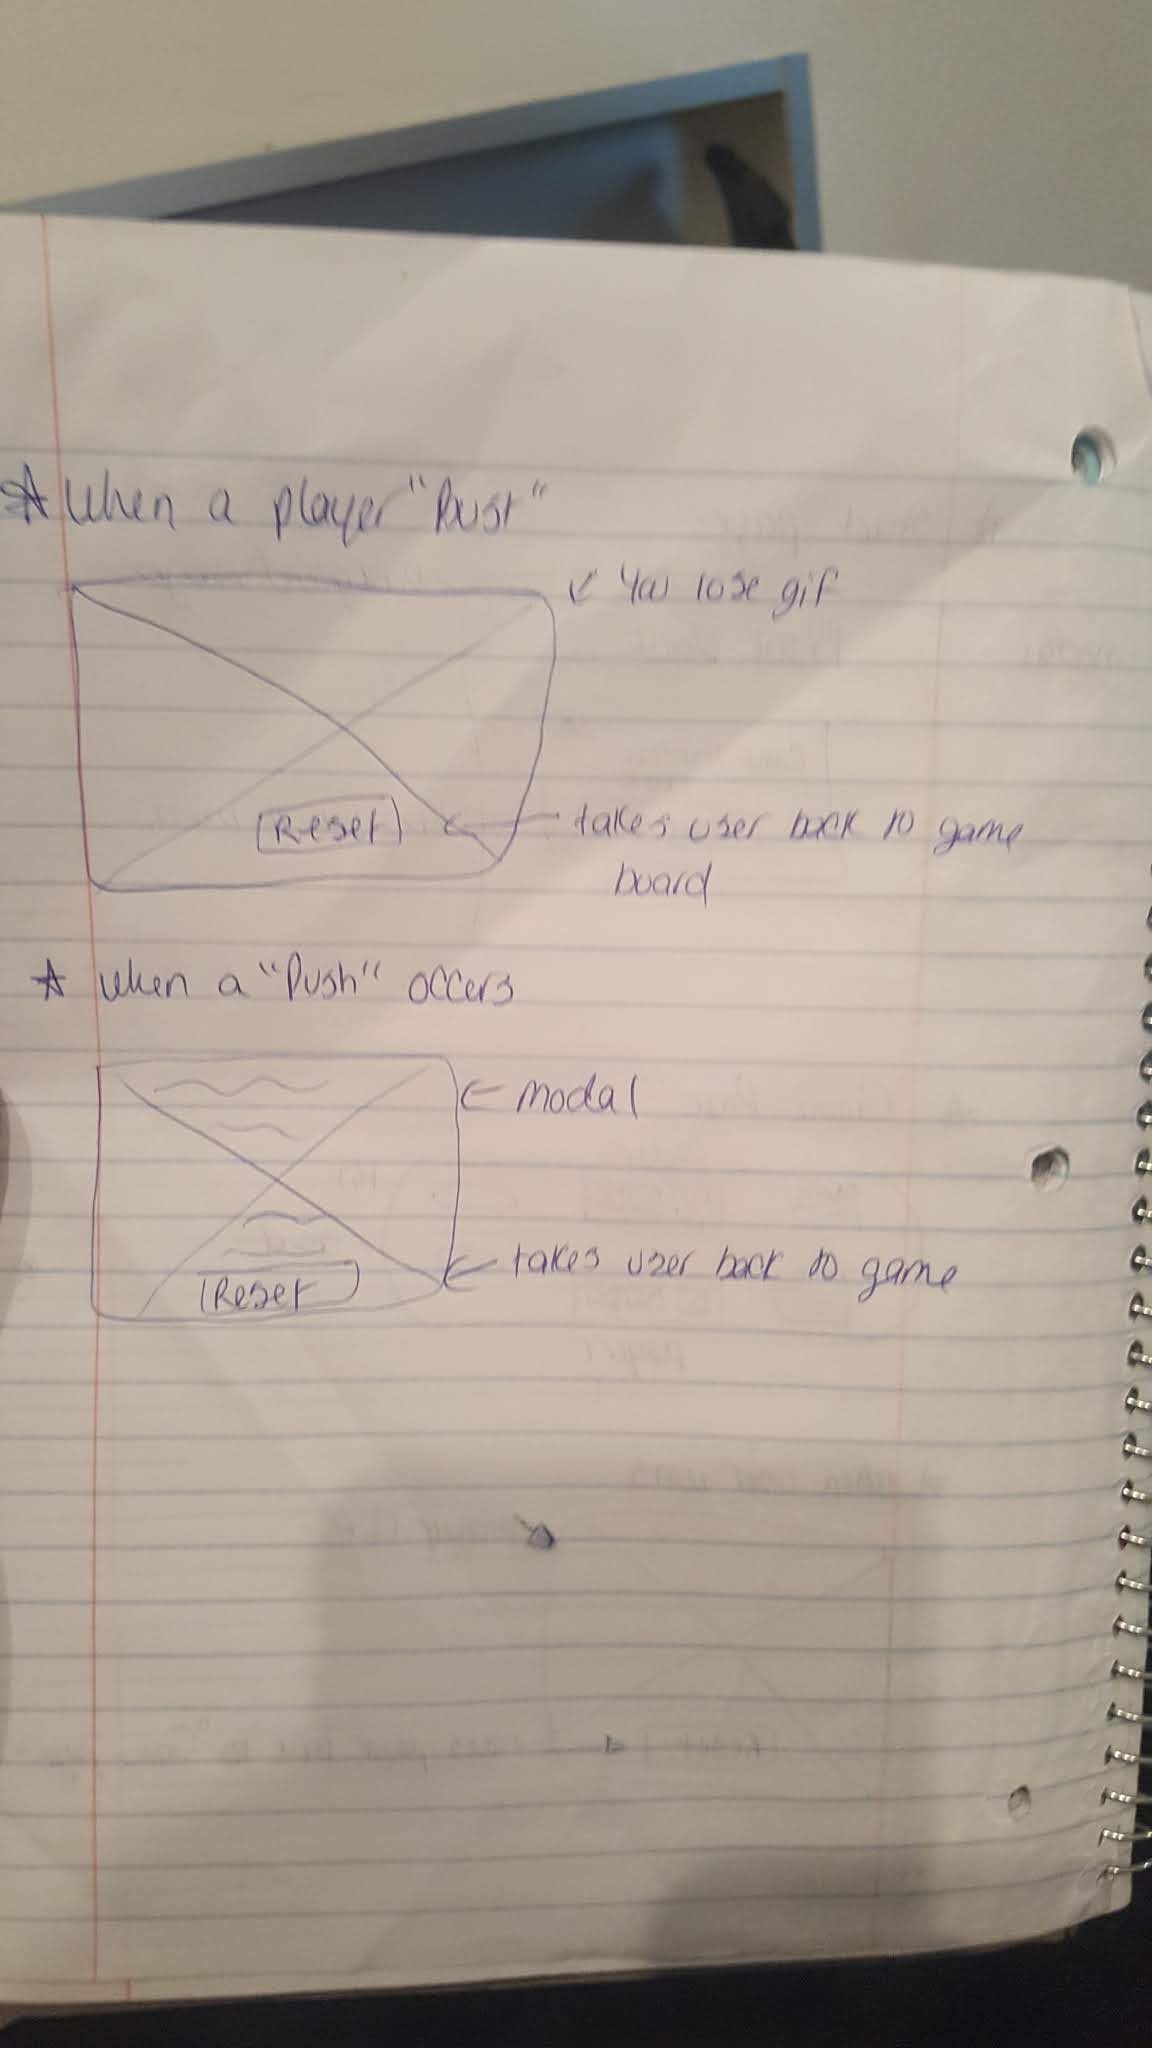 ☆ when a player "Bust"
← You lose gif
Reset
← takes user back to game
board
☆ when a "Push" occers
← modal
← takes user back to game
Reset